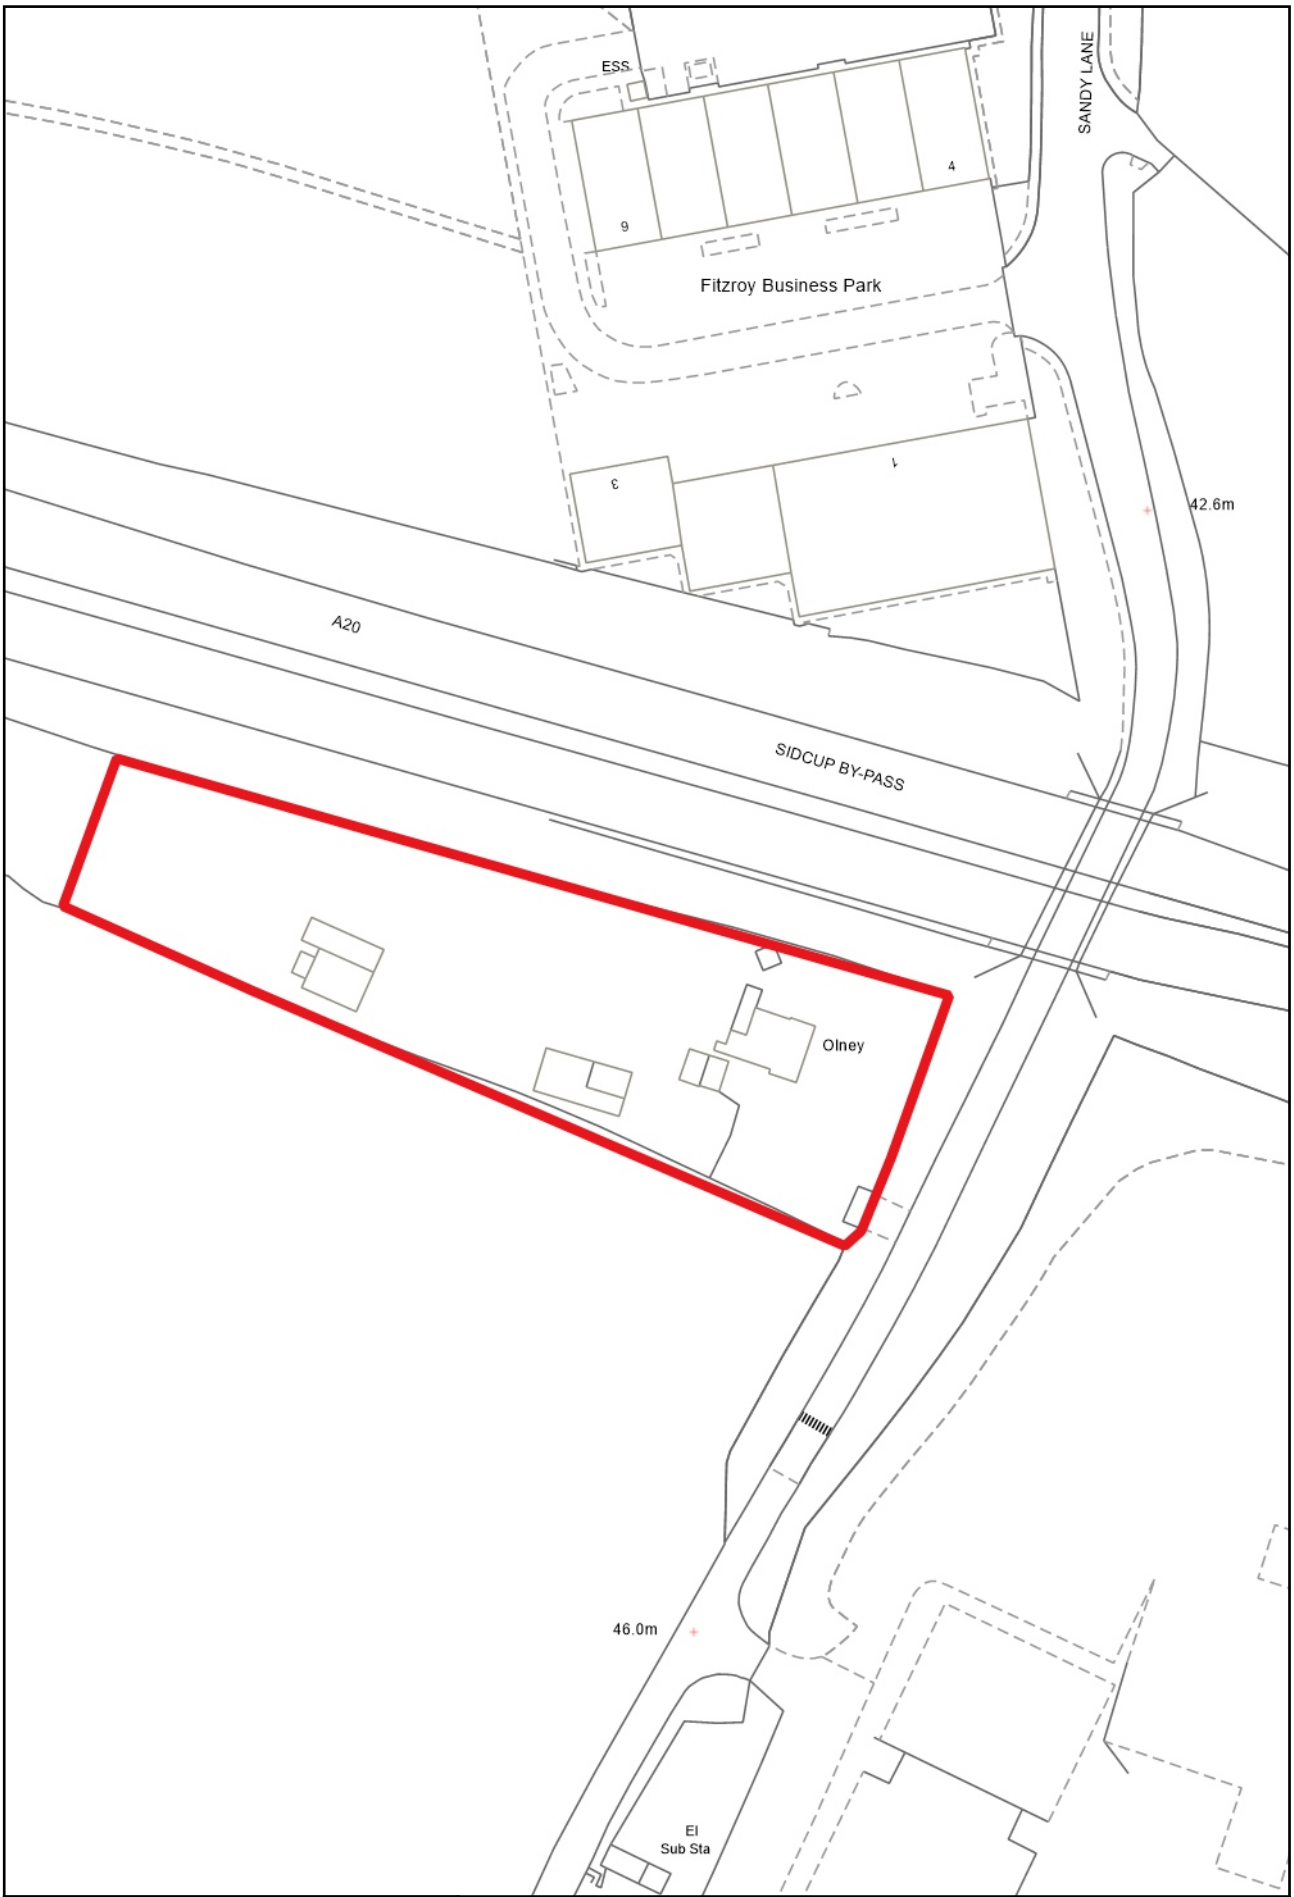 ESS
SANDY LANE
4
9
Fitzroy Business Park
1
3
42.6m
A20
SIDCUP BY-PASS
Olney
46.0m
El
Sub Sta